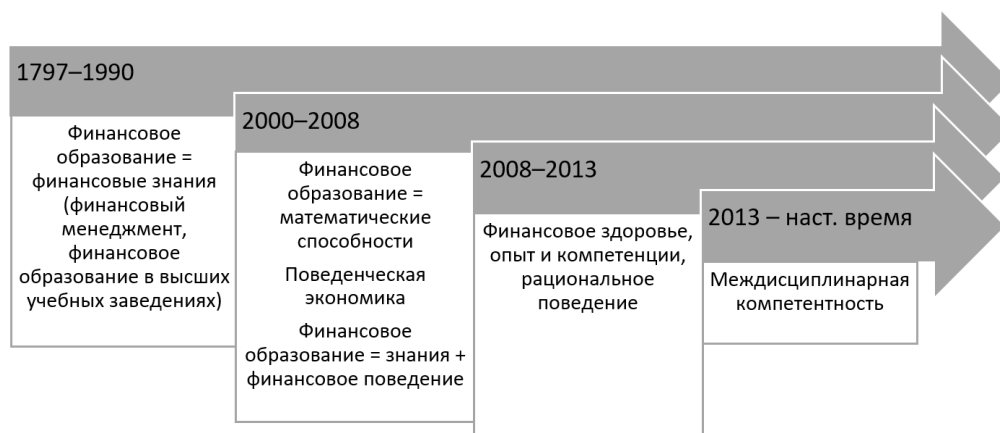 1797–1990
Финансовое
образование =
финансовые знания
(финансовый
менеджмент,
финансовое
образование в высших
учебных заведениях)
2000–2008
Финансовое
образование =
математические
способности
Поведенческая
экономика
Финансовое
образование = знания +
финансовое поведение
2008–2013
Финансовое здоровье,
опыт и компетенции,
рациональное
поведение
2013 – наст. время
Междисциплинарная
компетентность